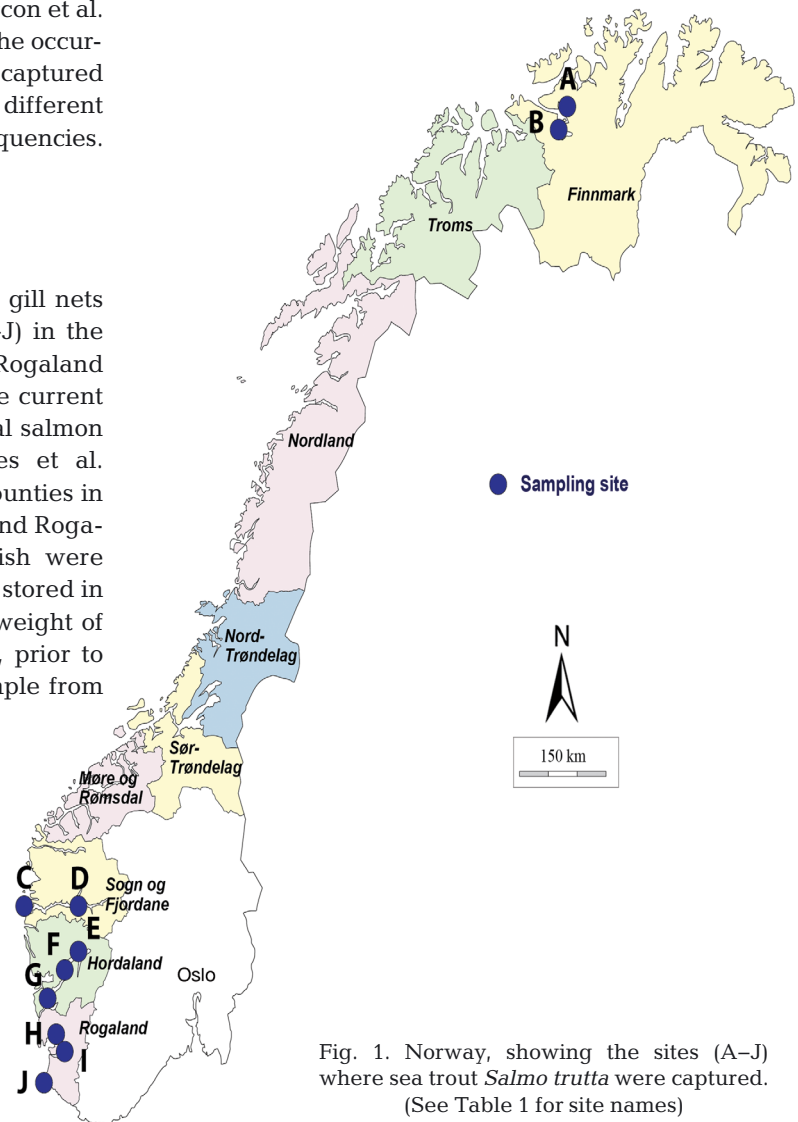 con et al.
he occur-
captured
different
quencies.
gill nets
-J) in the
Rogaland
e current
al salmon
es et al.
ounties in
nd Roga-
ish were
stored in
weight of
, prior to
ple from
A
B
Finnmark
Troms
Nordland
Sampling site
Nord-
Trøndelag
N
150 km
Sør-
Trøndelag
Møre og
Rømsdal
C
D
Sogn og
Fjordane
E
F
Hordaland
G
Oslo
H
Rogaland
I
J
Fig. 1. Norway, showing the sites (A–J)
where sea trout Salmo trutta were captured.
(See Table 1 for site names)